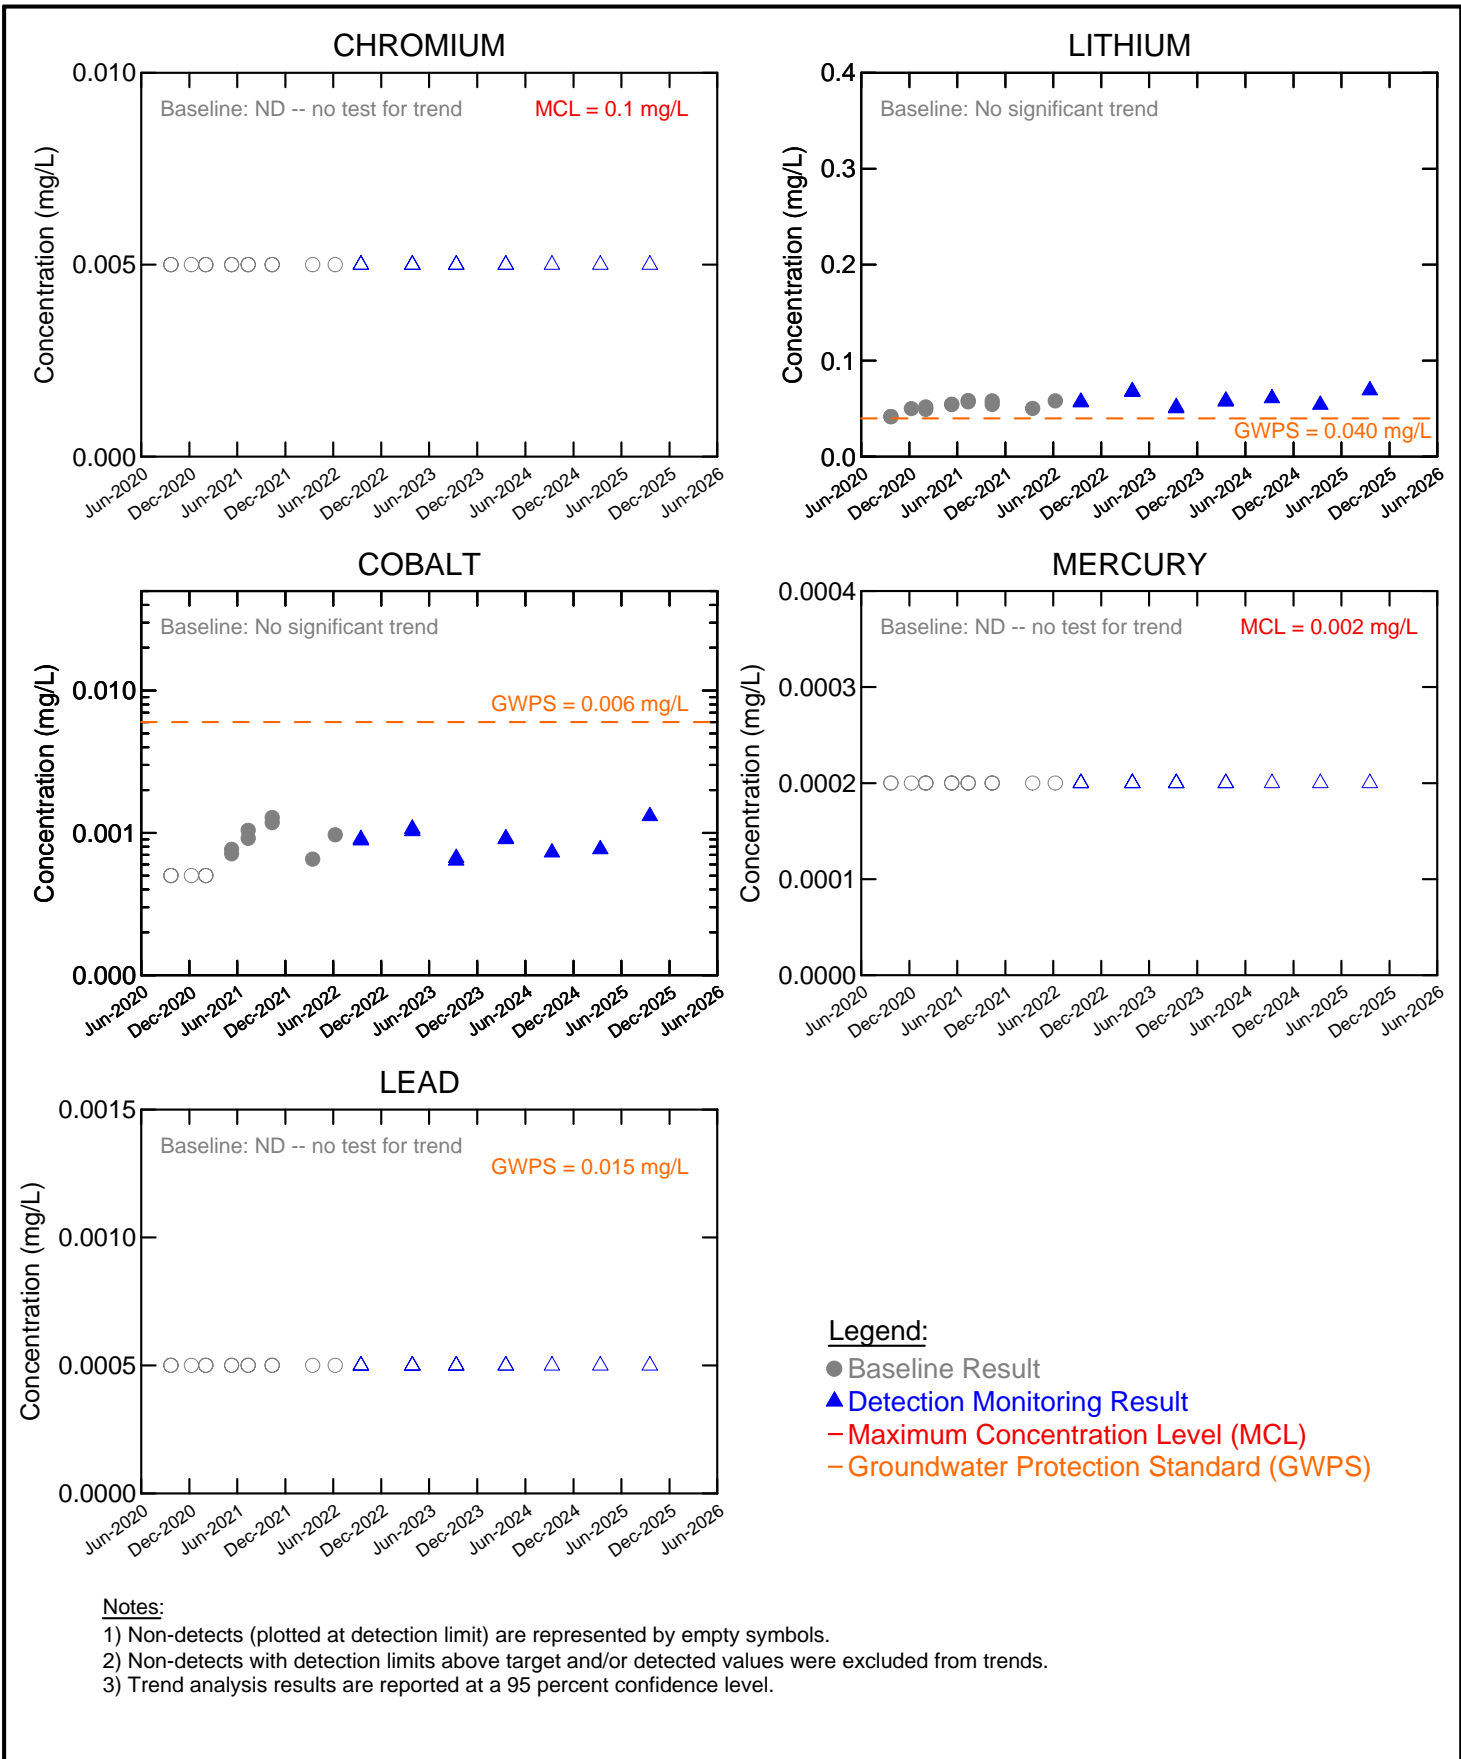 CHROMIUM
0.010
Baseline: ND -- no test for trend
MCL = 0.1 mg/L
Concentration (mg/L)
0.005
0.000
Jun-2020 Dec-2020 Jun-2021 Dec-2021 Jun-2022 Dec-2022 Jun-2023 Dec-2023 Jun-2024 Dec-2024 Jun-2025 Dec-2025 Jun-2026
LITHIUM
0.4
Baseline: No significant trend
0.3
Concentration (mg/L)
0.2
0.1
GWPS = 0.040 mg/L
0.0
Jun-2020 Dec-2020 Jun-2021 Dec-2021 Jun-2022 Dec-2022 Jun-2023 Dec-2023 Jun-2024 Dec-2024 Jun-2025 Dec-2025 Jun-2026
COBALT
Baseline: No significant trend
0.010
GWPS = 0.006 mg/L
Concentration (mg/L)
0.001
0.000
Jun-2020 Dec-2020 Jun-2021 Dec-2021 Jun-2022 Dec-2022 Jun-2023 Dec-2023 Jun-2024 Dec-2024 Jun-2025 Dec-2025 Jun-2026
MERCURY
0.0004
Baseline: ND -- no test for trend
MCL = 0.002 mg/L
0.0003
Concentration (mg/L)
0.0002
0.0001
0.0000
Jun-2020 Dec-2020 Jun-2021 Dec-2021 Jun-2022 Dec-2022 Jun-2023 Dec-2023 Jun-2024 Dec-2024 Jun-2025 Dec-2025 Jun-2026
LEAD
0.0015
Baseline: ND -- no test for trend
GWPS = 0.015 mg/L
0.0010
Concentration (mg/L)
0.0005
0.0000
Jun-2020 Dec-2020 Jun-2021 Dec-2021 Jun-2022 Dec-2022 Jun-2023 Dec-2023 Jun-2024 Dec-2024 Jun-2025 Dec-2025 Jun-2026
Legend:
Baseline Result
Detection Monitoring Result
Maximum Concentration Level (MCL)
Groundwater Protection Standard (GWPS)
Notes:
1) Non-detects (plotted at detection limit) are represented by empty symbols.
2) Non-detects with detection limits above target and/or detected values were excluded from trends.
3) Trend analysis results are reported at a 95 percent confidence level.